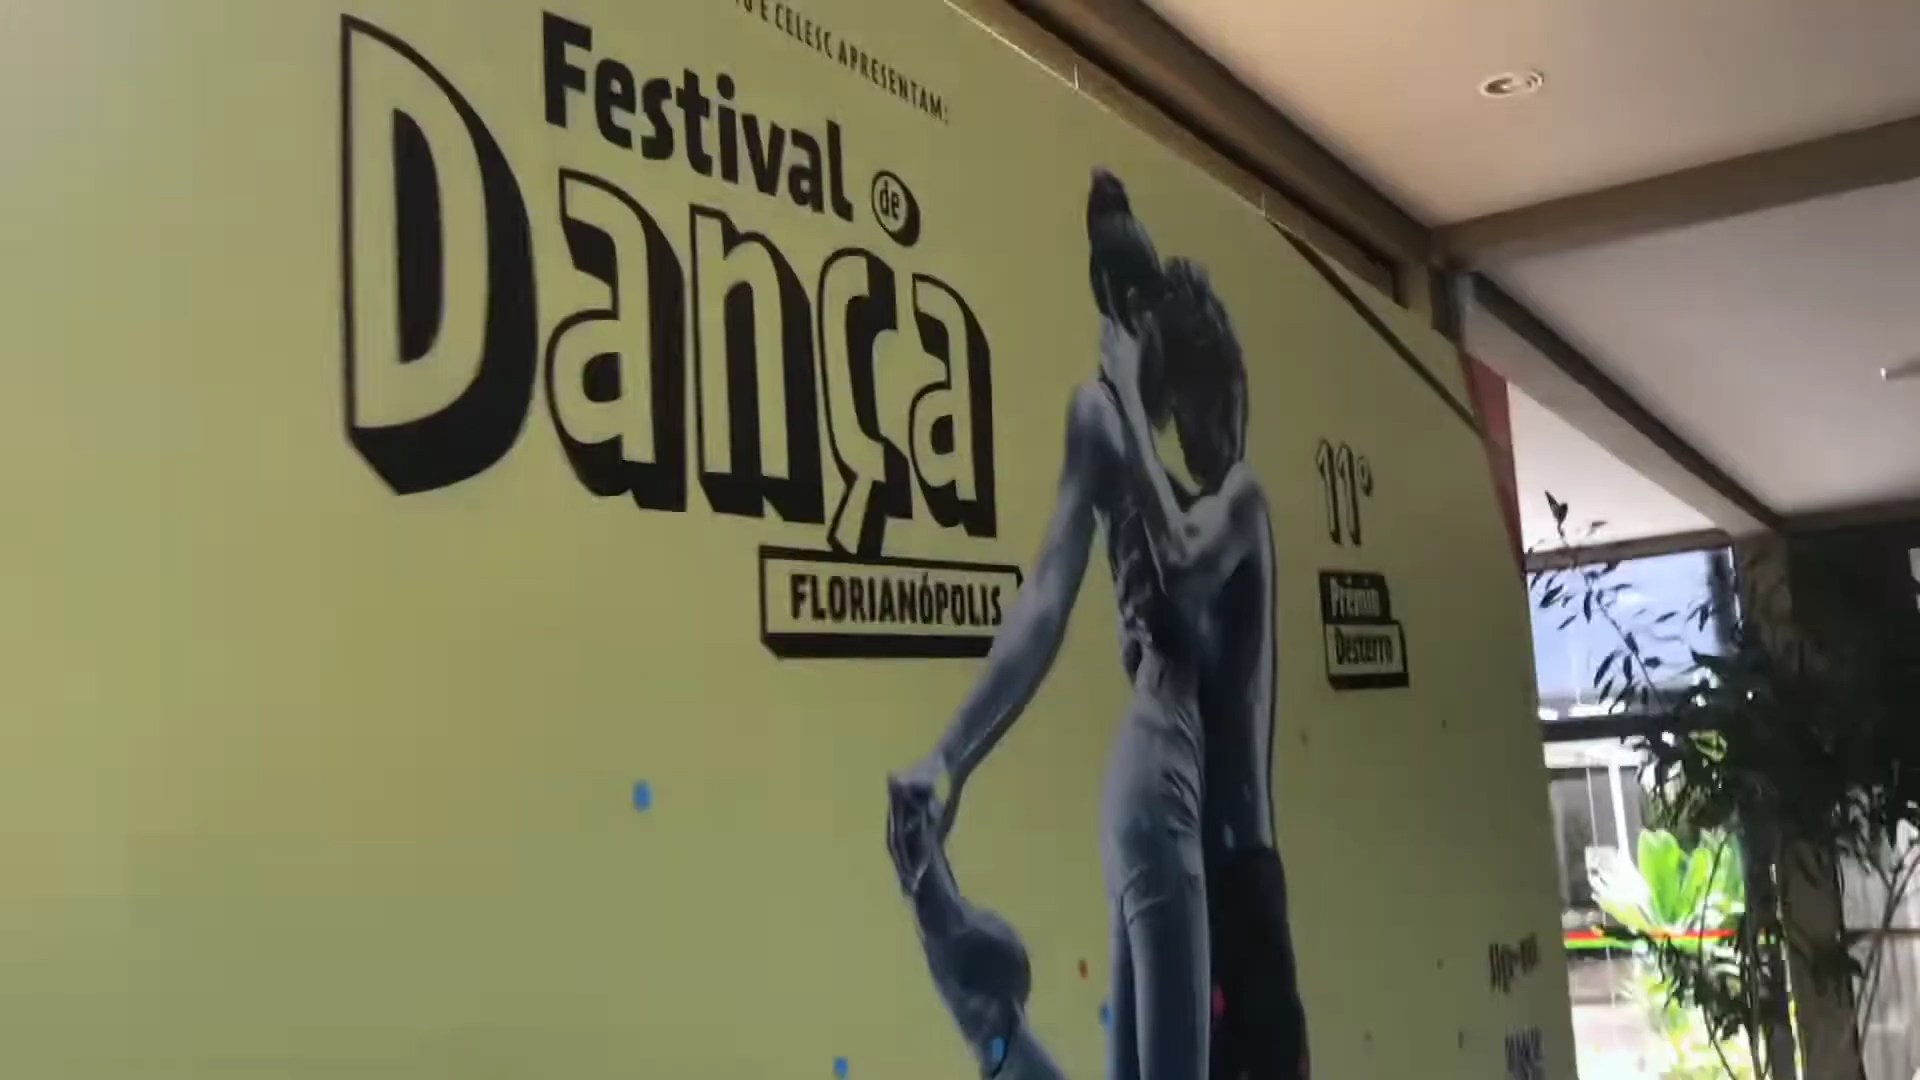 E CELESC APRESENTAM:
Festival de
Dança
FLORIANÓPOLIS
11º
Prêmio
Desterro